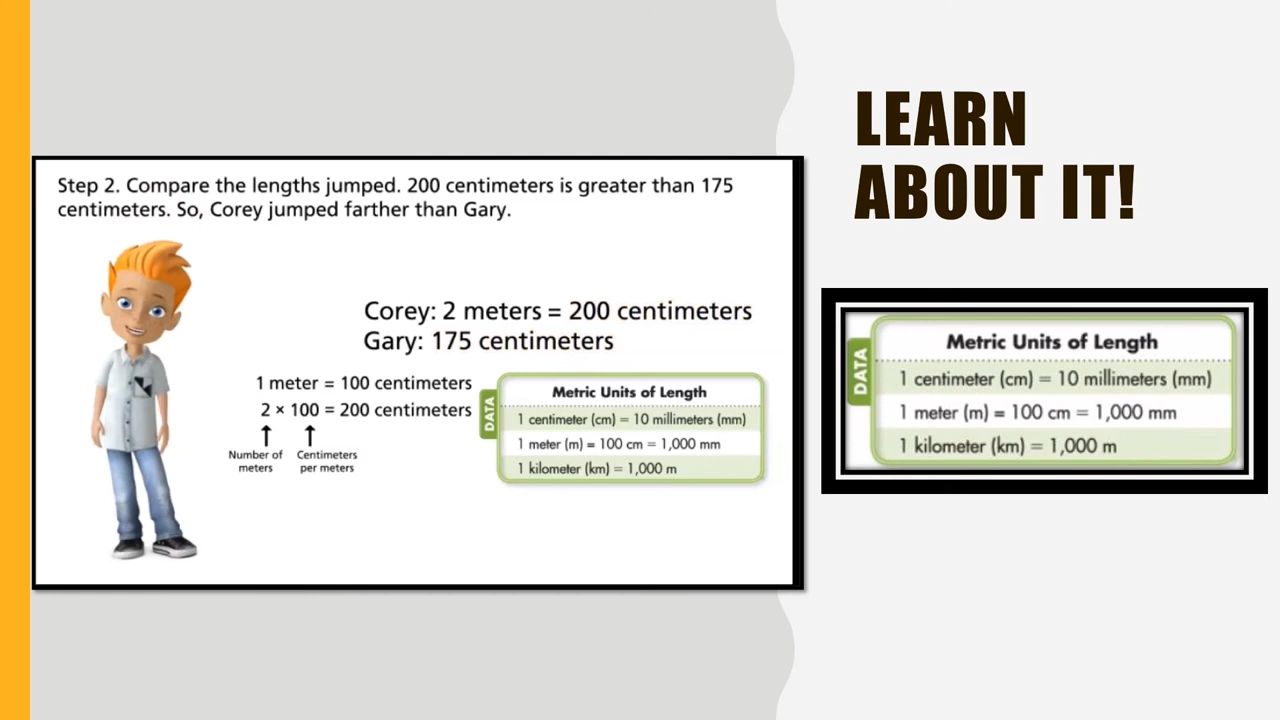 LEARN
ABOUT IT!
Step 2. Compare the lengths jumped. 200 centimeters is greater than 175
centimeters. So, Corey jumped farther than Gary.
Corey: 2 meters = 200 centimeters
Gary: 175 centimeters
1 meter = 100 centimeters
2 × 100 = 200 centimeters
Number of
meters
Centimeters
per meters
DATA
Metric Units of Length
1 centimeter (cm) = 10 millimeters (mm)
1 meter (m) = 100 cm = 1,000 mm
1 kilometer (km) = 1,000 m
DATA
Metric Units of Length
1 centimeter (cm) = 10 millimeters (mm)
1 meter (m) = 100 cm = 1,000 mm
1 kilometer (km) = 1,000 m